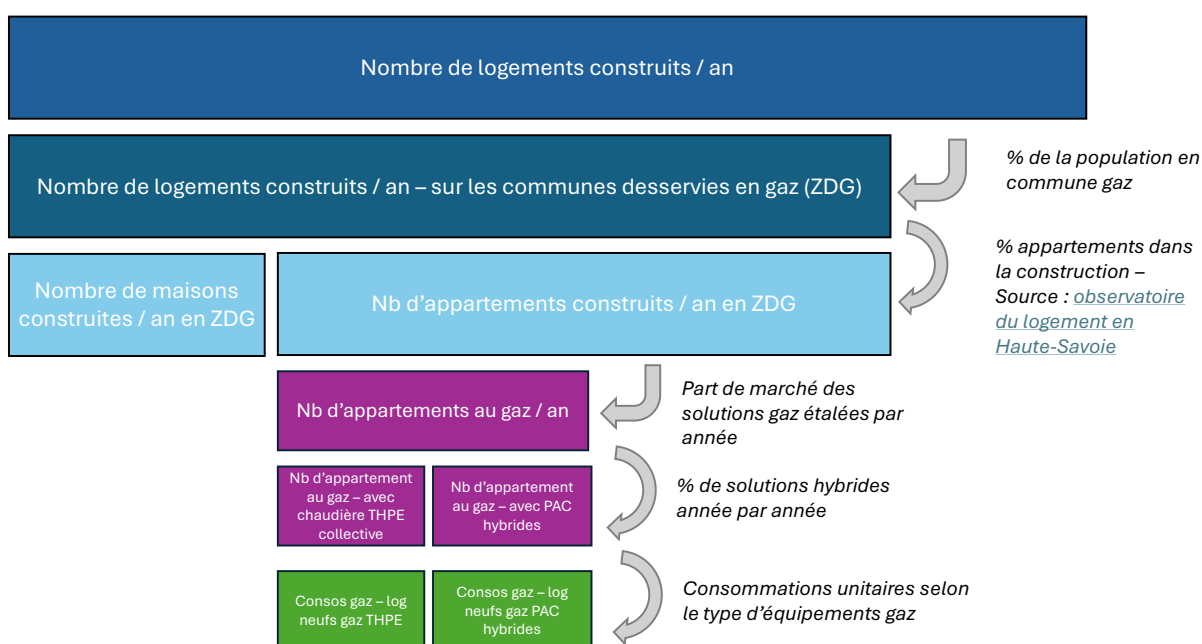 Nombre de logements construits / an
Nombre de logements construits / an – sur les communes desservies en gaz (ZDG)
% de la population en
commune gaz
Nombre de maisons
construites / an en ZDG
Nb d'appartements construits / an en ZDG
% appartements dans
la construction –
Source : observatoire
du logement en
Haute-Savoie
Nb d'appartements au gaz / an
Part de marché des
solutions gaz étalées par
année
Nb d'appartement
au gaz – avec
chaudière THPE
collective
Nb d'appartement
au gaz – avec PAC
hybrides
% de solutions hybrides
année par année
Consos gaz – log
neufs gaz THPE
Consos gaz – log
neufs gaz PAC
hybrides
Consommations unitaires selon
le type d'équipements gaz